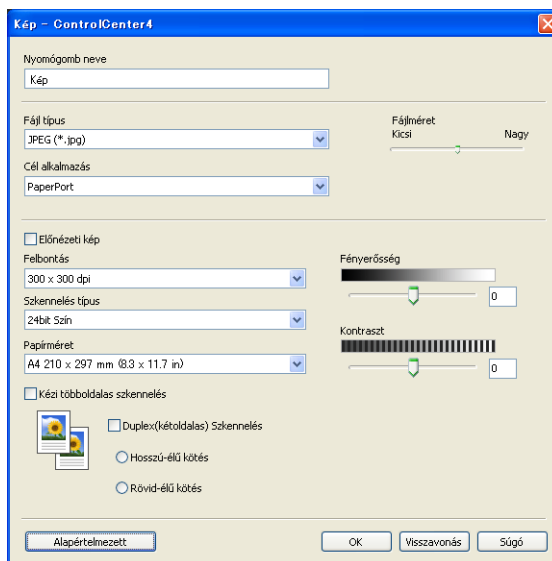 Kép - ControlCenter4
Nyomógomb neve
Kép
Fájl típus
JPEG (*.jpg)
Fájlméret
Kicsi Nagy
Cél alkalmazás
PaperPort
Előnézeti kép
Felbontás
300 x 300 dpi
Fényerősség
0
Szkennelés típus
24bit Szín
Kontraszt
0
Papírméret
A4 210 x 297 mm (8.3 x 11.7 in)
Kézi többoldalas szkennelés
Duplex(kétoldalas) Szkennelés
Hosszú-élű kötés
Rövid-élű kötés
Alapértelmezett OK Visszavonás Súgó